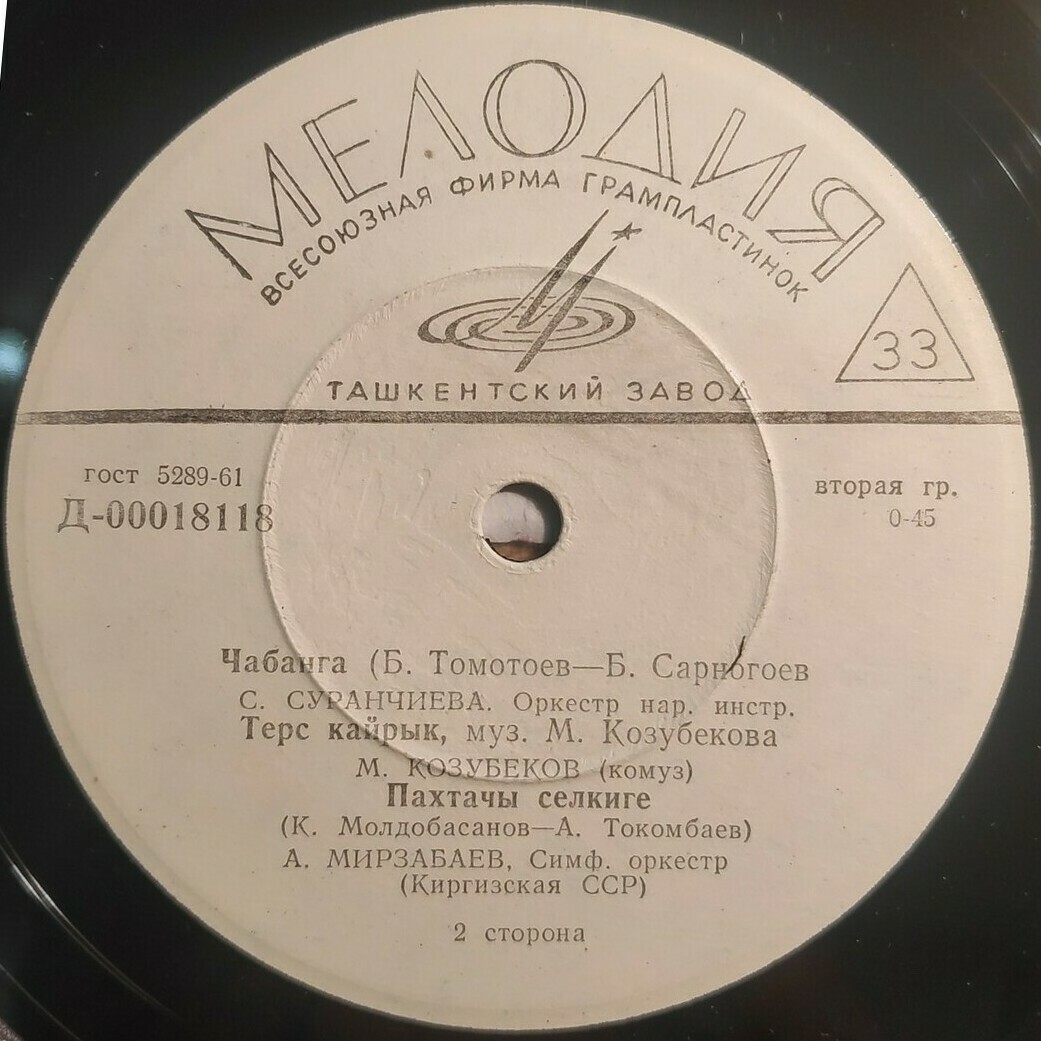 МЕЛОДИЯ
ВСЕСОЮЗНАЯ ФИРМА ГРАМПЛАСТИНОК
33
ТАШКЕНТСКИЙ ЗАВОД
гост 5289-61
Д-00018118
вторая гр.
0-45
Чабанга (Б. Томотоев—Б. Сарногоев
С. СУРАНЧИЕВА. Оркестр нар. инстр.
Терс кайрык, муз. М. Козубекова
М. КОЗУБЕКОВ (комуз)
Пахтачы селкиге
(К. Молдобасанов—А. Токомбаев)
А. МИРЗАБАЕВ, Симф. оркестр
(Киргизская ССР)
2 сторона